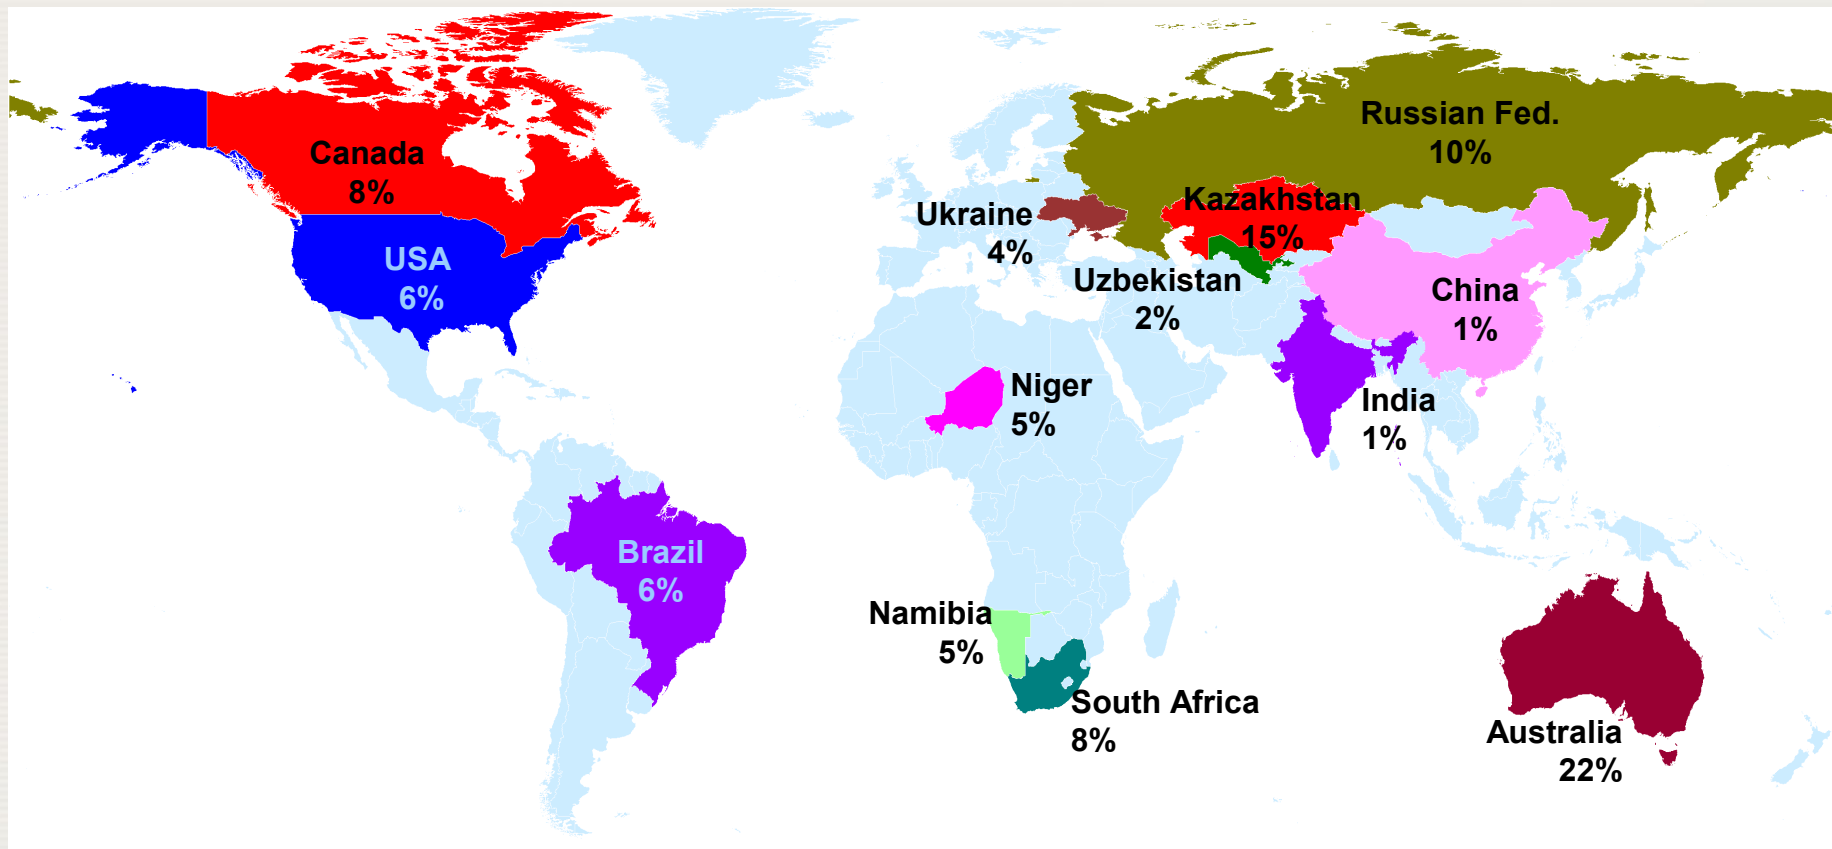 Canada
8%
USA
6%
Brazil
6%
Ukraine
4%
Russian Fed.
10%
Kazakhstan
15%
Uzbekistan
2%
China
1%
India
1%
Niger
5%
Namibia
5%
South Africa
8%
Australia
22%